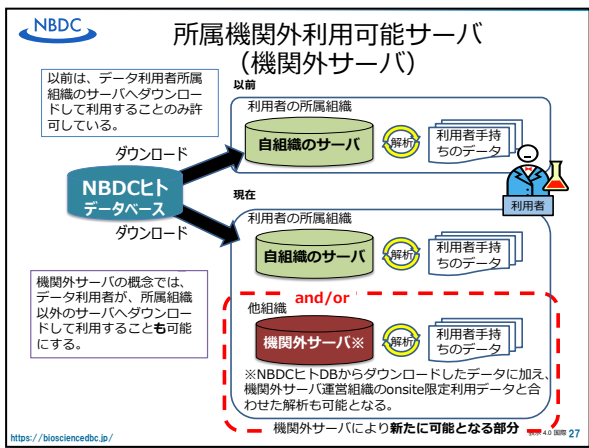 NBDC
所属機関外利用可能サーバ
（機関外サーバ）
以前は、データ利用者所属
組織のサーバへダウンロー
ドして利用することのみ許
可している。
以前
利用者の所属組織
自組織のサーバ
解析
利用者手持
ちのデータ
ダウンロード
NBDCヒト
データベース
ダウンロード
利用者
現在
利用者の所属組織
自組織のサーバ
解析
利用者手持
ちのデータ
機関外サーバの概念では、
データ利用者が、所属組織
以外のサーバへダウンロー
ドして利用することも可能
にする。
and/or
他組織
機関外サーバ※
解析
利用者手持
ちのデータ
※NBDCヒトDBからダウンロードしたデータに加え、
機関外サーバ運営組織のonsite限定利用データと合
わせた解析も可能となる。
機関外サーバにより新たに可能となる部分
https://biosciencedbc.jp/
4.0 国際 27